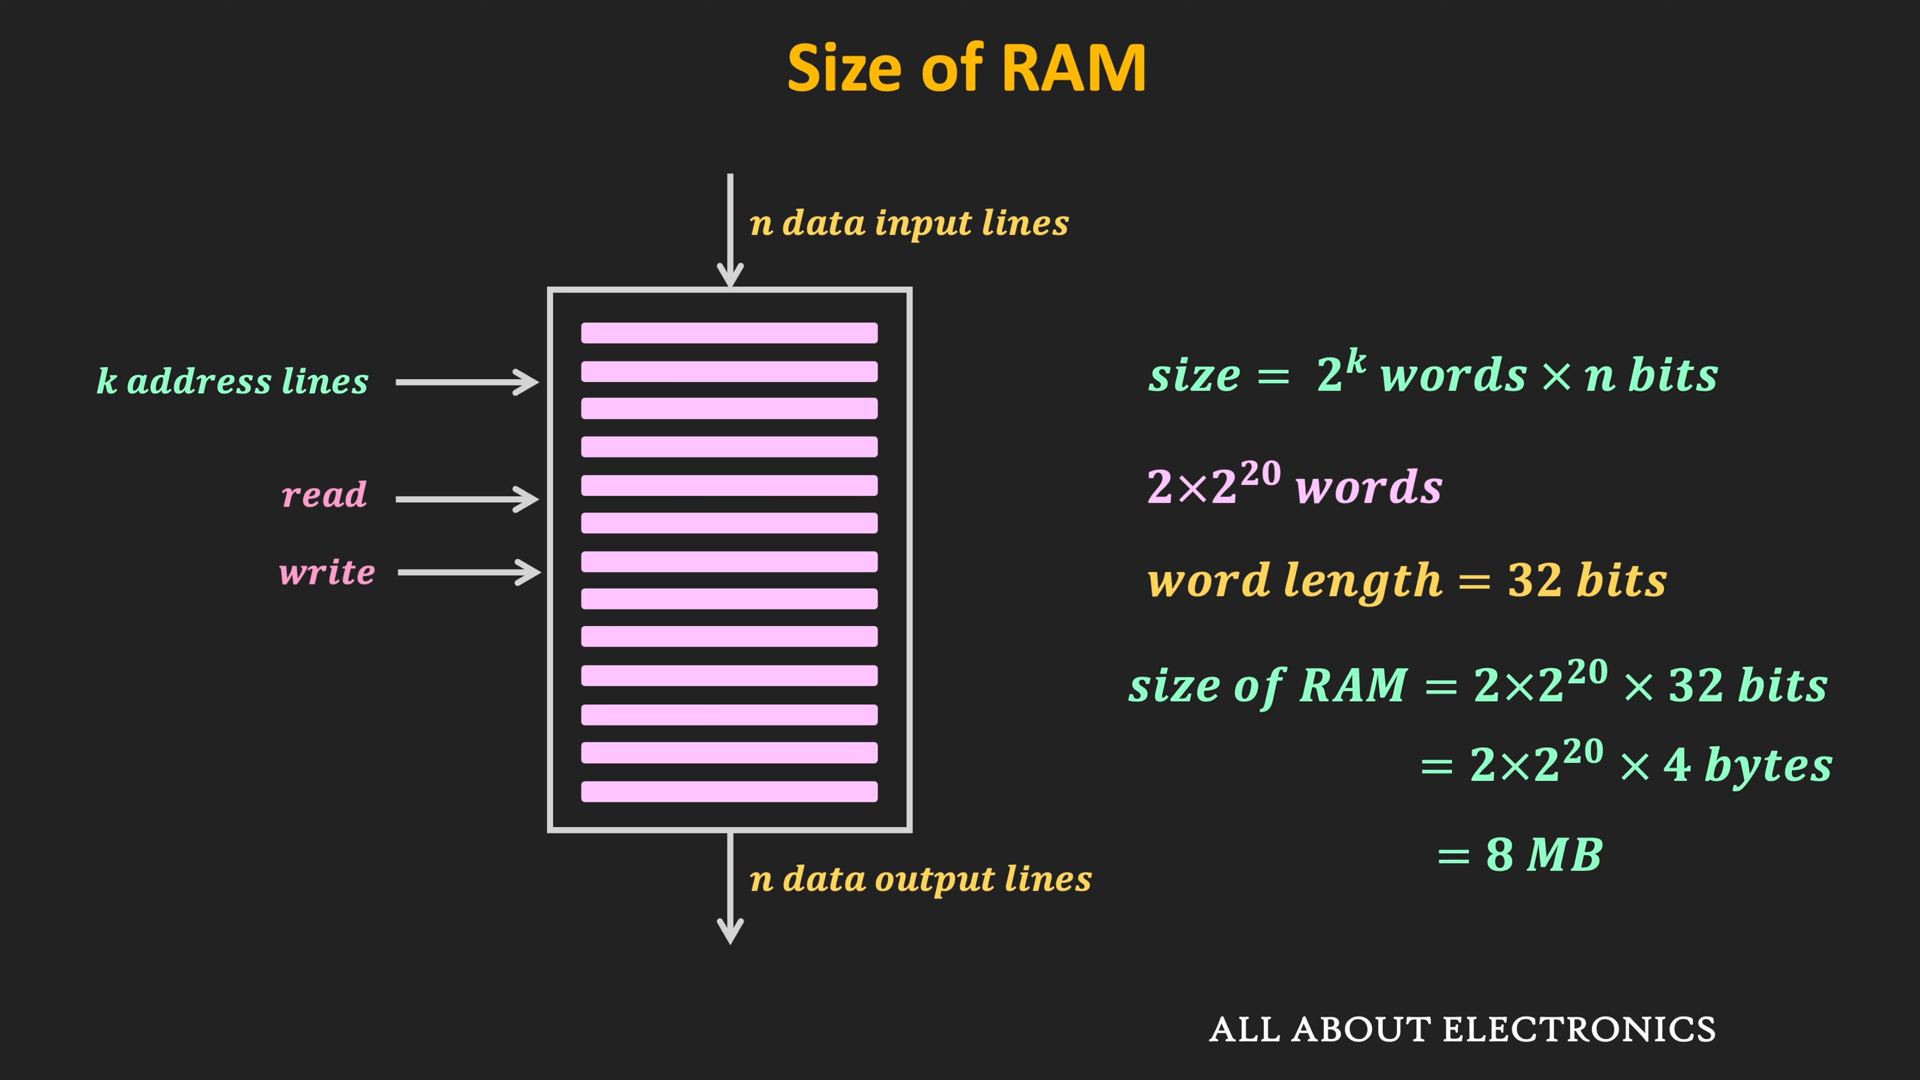 Size of RAM
n data input lines
k address lines
read
write
n data output lines
size = 2^k words × n bits
2×2^20 words
word length = 32 bits
size of RAM = 2×2^20 × 32 bits
= 2×2^20 × 4 bytes
= 8 MB
ALL ABOUT ELECTRONICS